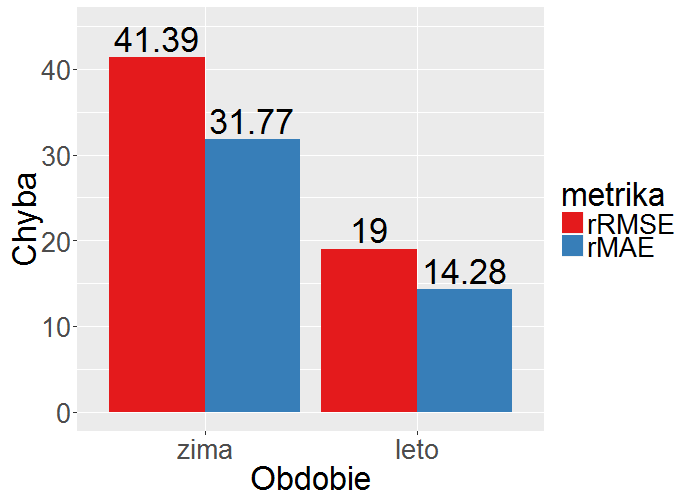 41.39
31.77
19
14.28
40
30
20
10
0
Chyba
zima
leto
Obdobie
metrika
rRMSE
rMAE